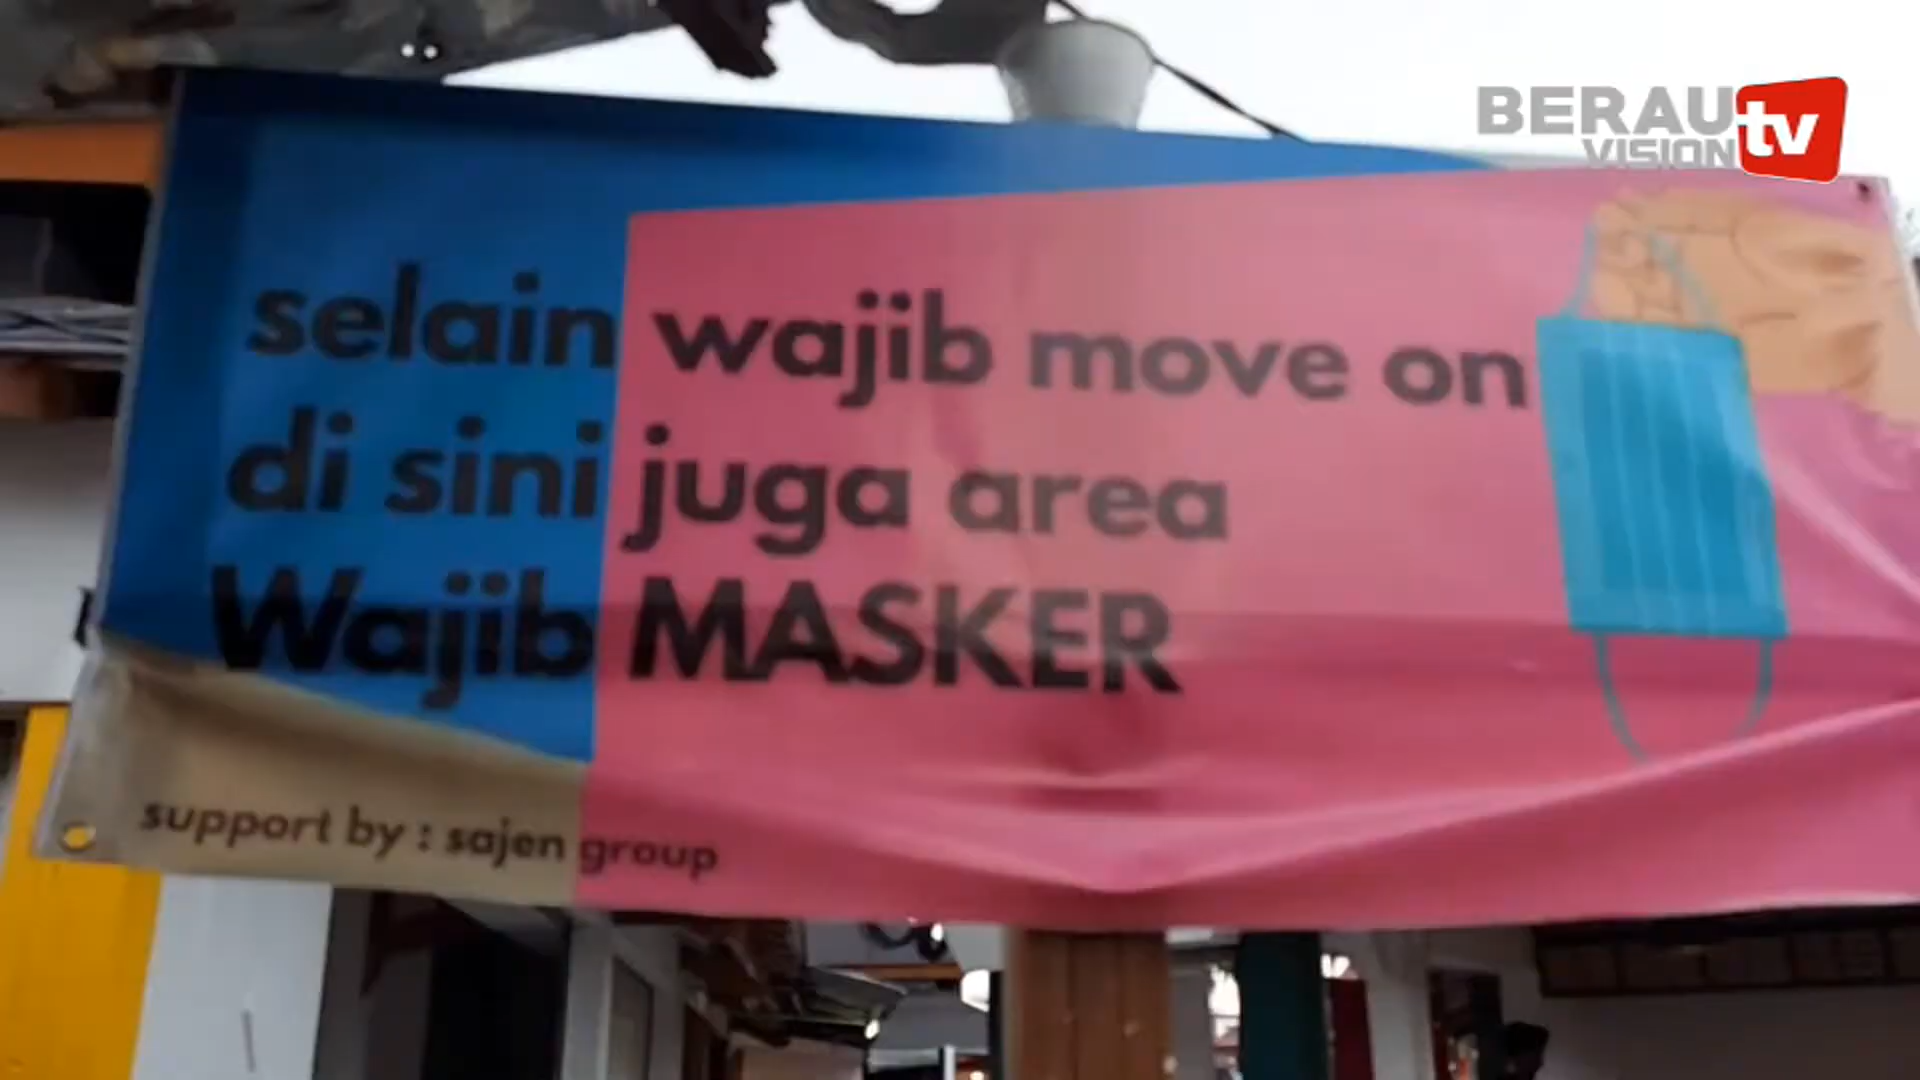 BERAU tv
VISION
selain wajib move on
di sini juga area
Wajib MASKER
support by : sajen group